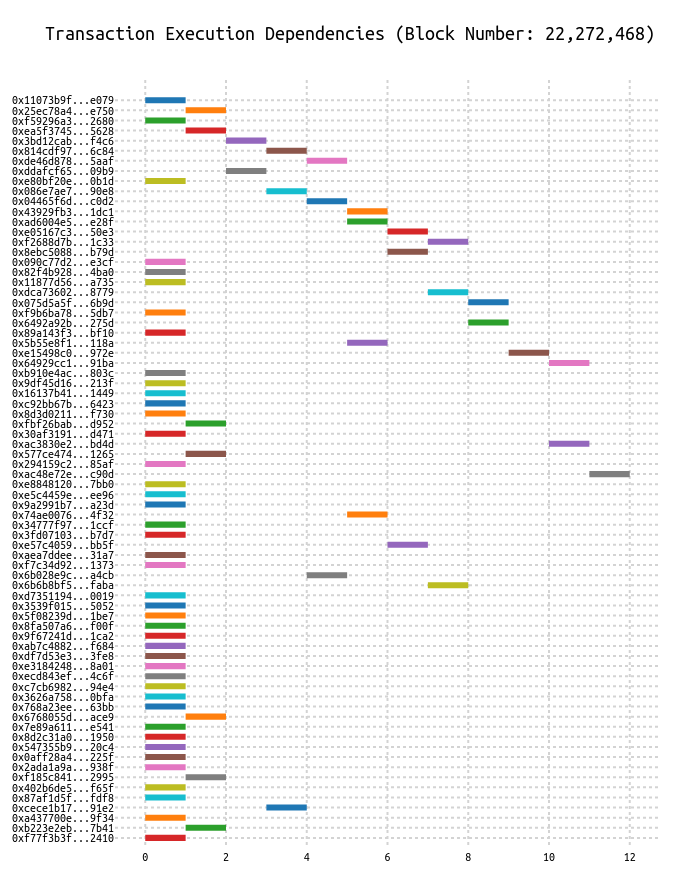 Transaction Execution Dependencies (Block Number: 22,272,468)
0x11073b9f...e079
0x25ec78a4...e750
0xf59296a3...2680
0xea5f3745...5628
0x3bd12cab...f4c6
0x814cdf97...6c84
0xde46d878...5aaf
0xddafcf65...09b9
0xe80bf20e...0b1d
0x086e7ae7...90e8
0x04465f6d...c0d2
0x43929fb3...1dc1
0xad6004e5...e28f
0xe05167c3...50e3
0xf2688d7b...1c33
0x8ebc5088...b79d
0x090c77d2...e3cf
0x82f4b928...4ba0
0x11877d56...a735
0xdca73602...8779
0x075d5a5f...6b9d
0xf9b6ba78...5db7
0x6492a92b...275d
0x89a143f3...bf10
0x5b55e8f1...118a
0xe15498c0...972e
0x64929cc1...91ba
0xb910e4ac...803c
0x9df45d16...213f
0x16137b41...1449
0xc92bb67b...6423
0x8d3d0211...f730
0xfbf26bab...d952
0x30af3191...d471
0xac3830e2...bd4d
0x577ce474...1265
0x294159c2...85af
0xac48e72e...c90d
0xe8848120...7bb0
0xe5c4459e...ee96
0x9a2991b7...a23d
0x74ae0076...4f32
0x34777f97...1ccf
0x3fd07103...b7d7
0xe57c4059...bb5f
0xaea7ddee...31a7
0xf7c34d92...1373
0x6b028e9c...a4cb
0x6b6b8bf5...faba
0xd7351194...0019
0x3539f015...5052
0x5f08239d...1be7
0x8fa507a6...f00f
0x9f67241d...1ca2
0xab7c4882...f684
0xdf7d53e3...3fe8
0xe3184248...8a01
0xecd843ef...4c6f
0xc7cb6982...94e4
0x3626a758...0bfa
0x768a23ee...63bb
0x6768055d...ace9
0x7e89a611...e541
0x8d2c31a0...1950
0x547355b9...20c4
0x0aff28a4...225f
0x2ada1a9a...938f
0xf185c841...2995
0x402b6de5...f65f
0x87af1d5f...fdf8
0xcece1b17...91e2
0xa437700e...9f34
0xb223e2eb...7b41
0xf77f3b3f...2410
0 2 4 6 8 10 12